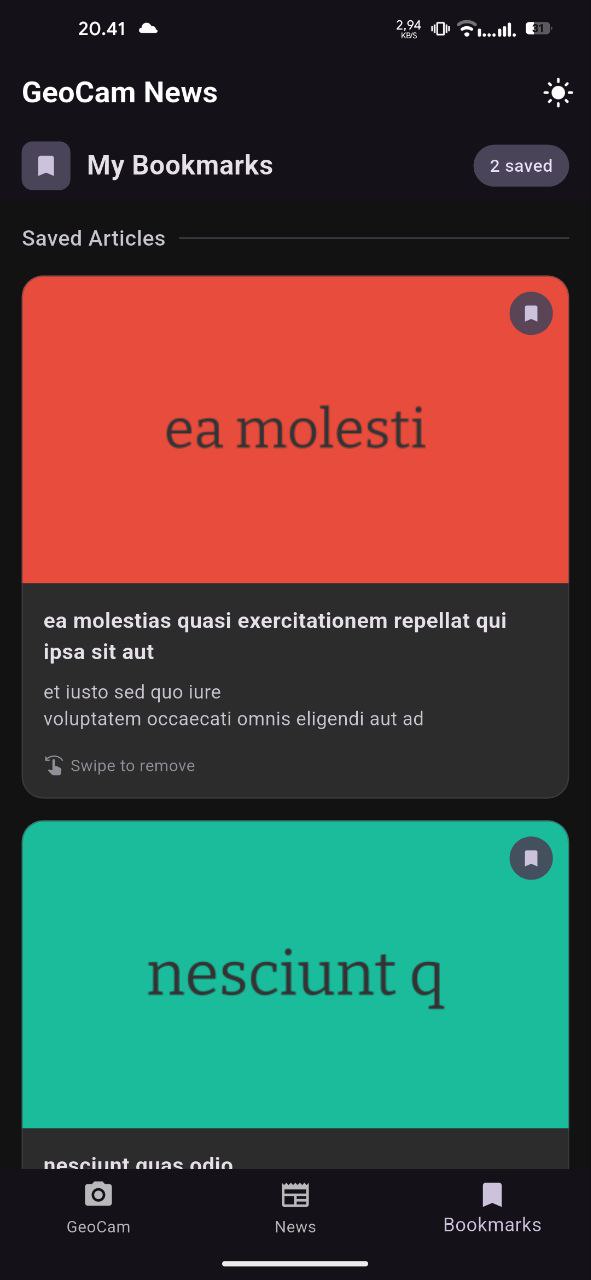 20.41
2,94
KB/S
31
GeoCam News
My Bookmarks
2 saved
Saved Articles
ea molesti
ea molestias quasi exercitationem repellat qui
ipsa sit aut
et iusto sed quo iure
voluptatem occaecati omnis eligendi aut ad
Swipe to remove
nesciunt q
nesciunt quas odio
GeoCam
News
Bookmarks